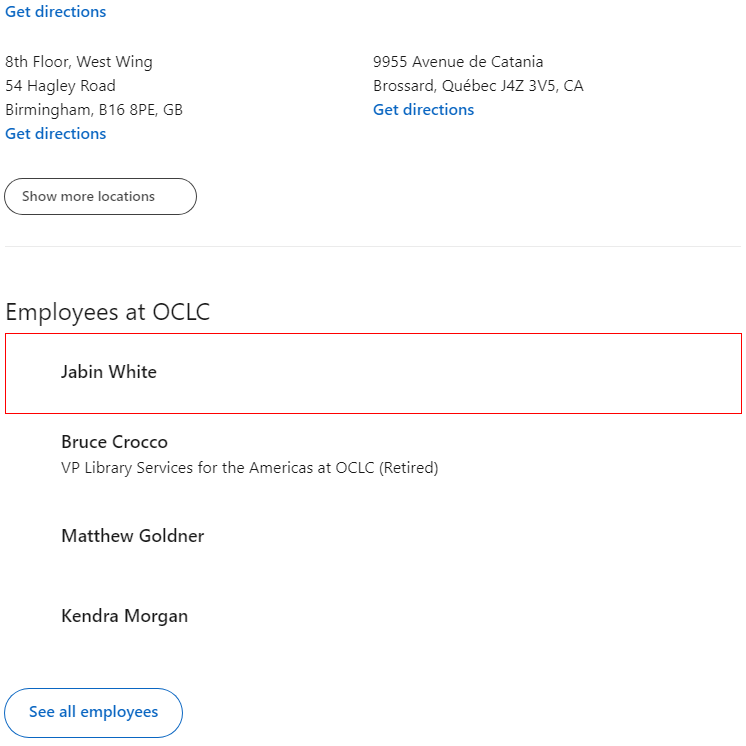 Get directions
8th Floor, West Wing
54 Hagley Road
Birmingham, B16 8PE, GB
Get directions
9955 Avenue de Catania
Brossard, Québec J4Z 3V5, CA
Get directions
Show more locations
Employees at OCLC
Jabin White
Bruce Crocco
VP Library Services for the Americas at OCLC (Retired)
Matthew Goldner
Kendra Morgan
See all employees